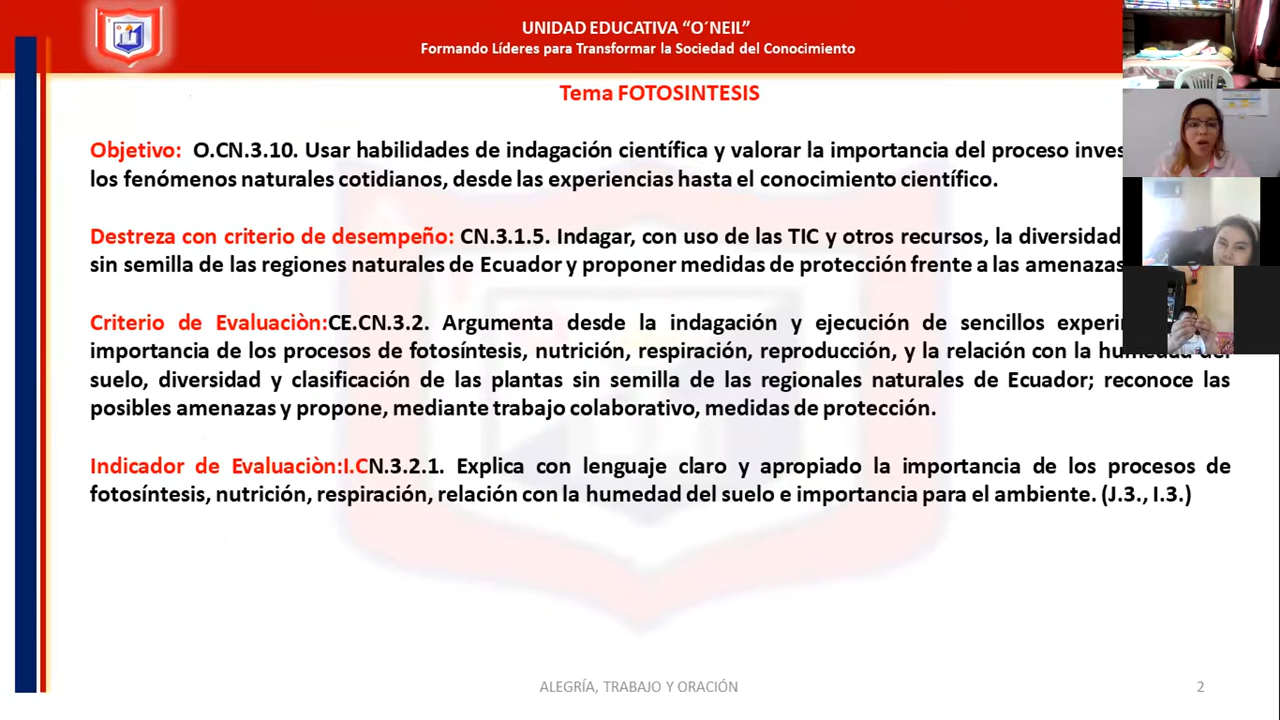 UNIDAD EDUCATIVA “O´NEIL”
Formando Líderes para Transformar la Sociedad del Conocimiento
Tema FOTOSINTESIS
Objetivo: O.CN.3.10. Usar habilidades de indagación científica y valorar la importancia del proceso
los fenómenos naturales cotidianos, desde las experiencias hasta el conocimiento científico.
Destreza con criterio de desempeño: CN.3.1.5. Indagar, con uso de las TIC y otros recursos, la diversidad
sin semilla de las regiones naturales de Ecuador y proponer medidas de protección frente a las amenazas
Criterio de Evaluaciòn:CE.CN.3.2. Argumenta desde la indagación y ejecución de sencillos
importancia de los procesos de fotosíntesis, nutrición, respiración, reproducción, y la relación con la humedad del
suelo, diversidad y clasificación de las plantas sin semilla de las regionales naturales de Ecuador; reconoce las
posibles amenazas y propone, mediante trabajo colaborativo, medidas de protección.
Indicador de Evaluaciòn:I.CN.3.2.1. Explica con lenguaje claro y apropiado la importancia de los procesos de
fotosíntesis, nutrición, respiración, relación con la humedad del suelo e importancia para el ambiente. (J.3., I.3.)
ALEGRÍA, TRABAJO Y ORACIÓN
2